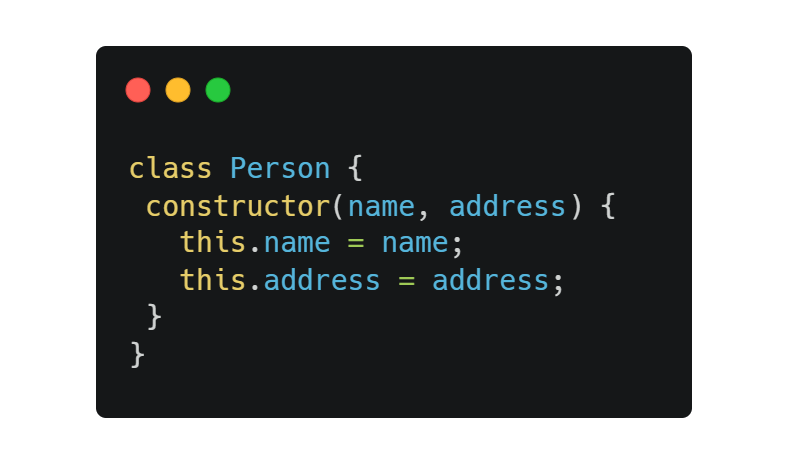 class Person {
 constructor(name, address) {
   this.name = name;
   this.address = address;
 }
}